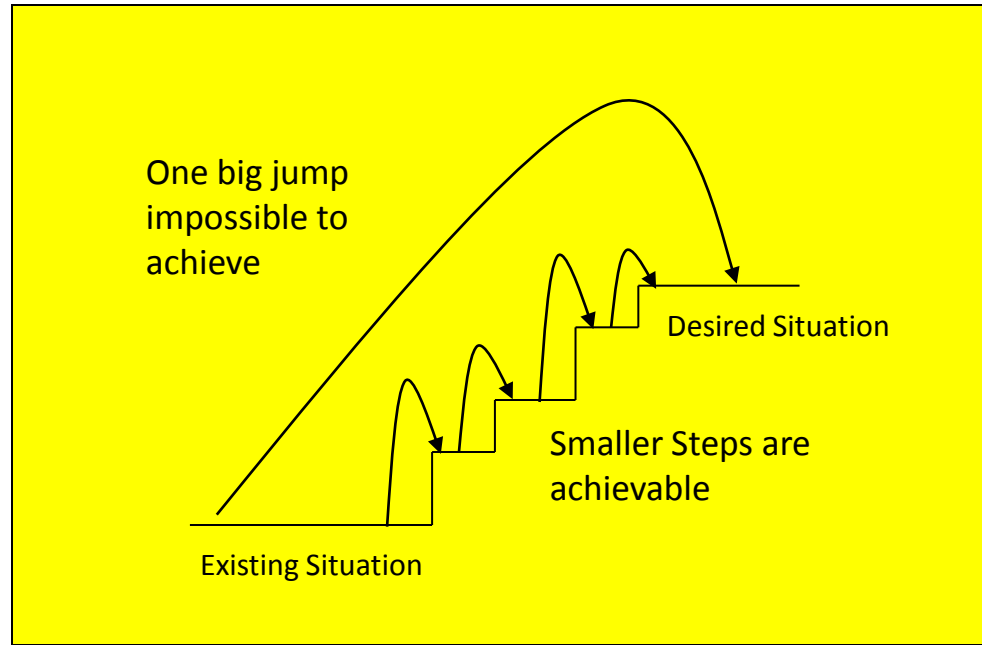 One big jump
impossible to
achieve
Desired Situation
Smaller Steps are
achievable
Existing Situation